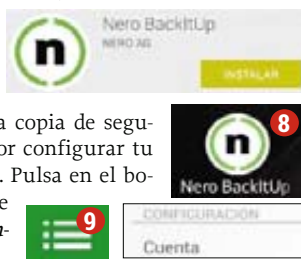 Nero BackItUp
NERO AG
INSTALAR
a copia de segu-
or configurar tu
. Pulsa en el bo-
e
n-
8
n
Nero BackItUp
9
CONFIGURACIÓN
Cuenta